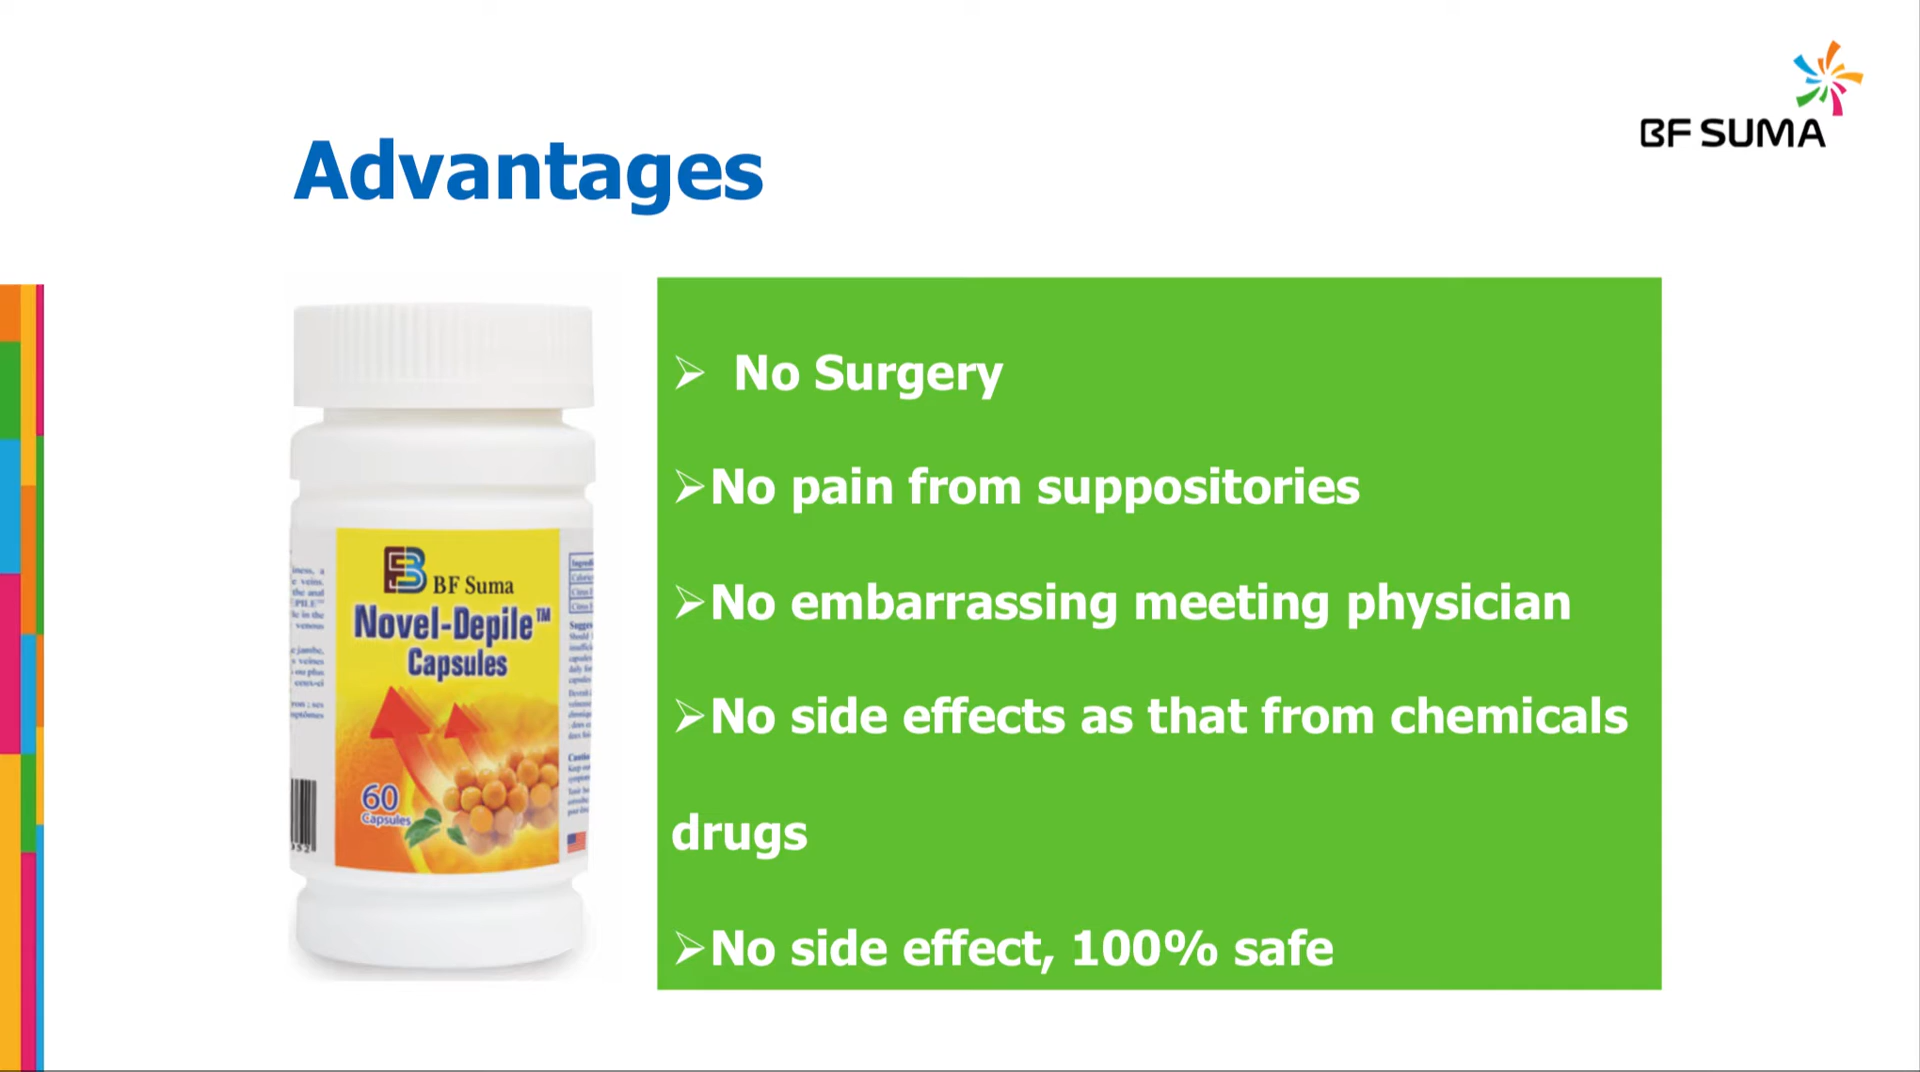 BF SUMA
Advantages
➢ No Surgery
➢No pain from suppositories
➢No embarrassing meeting physician
➢No side effects as that from chemicals
drugs
➢No side effect, 100% safe
BF Suma
Novel-Depile™
Capsules
60
Capsules